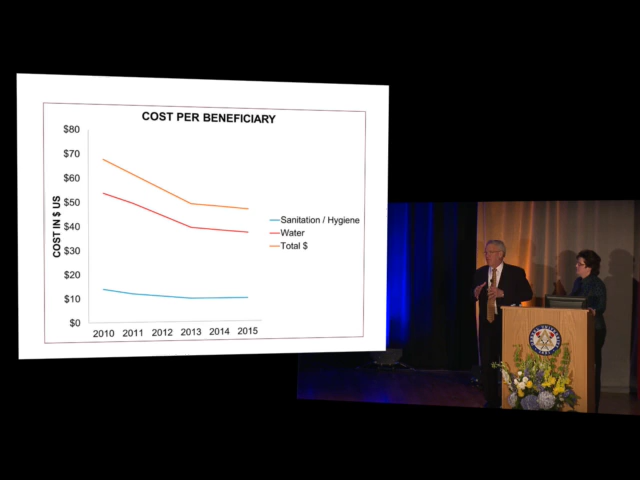 COST PER BENEFICIARY
$80
$70
$60
$50
$40
$30
$20
$10
$0
COST IN $ US
2010 2011 2012 2013 2014 2015
Sanitation / Hygiene
Water
Total $